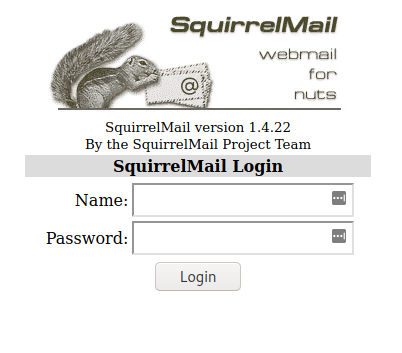 SquirrelMail
webmail
for
nuts
@
SquirrelMail version 1.4.22
By the SquirrelMail Project Team
SquirrelMail Login
Name:
Password:
Login